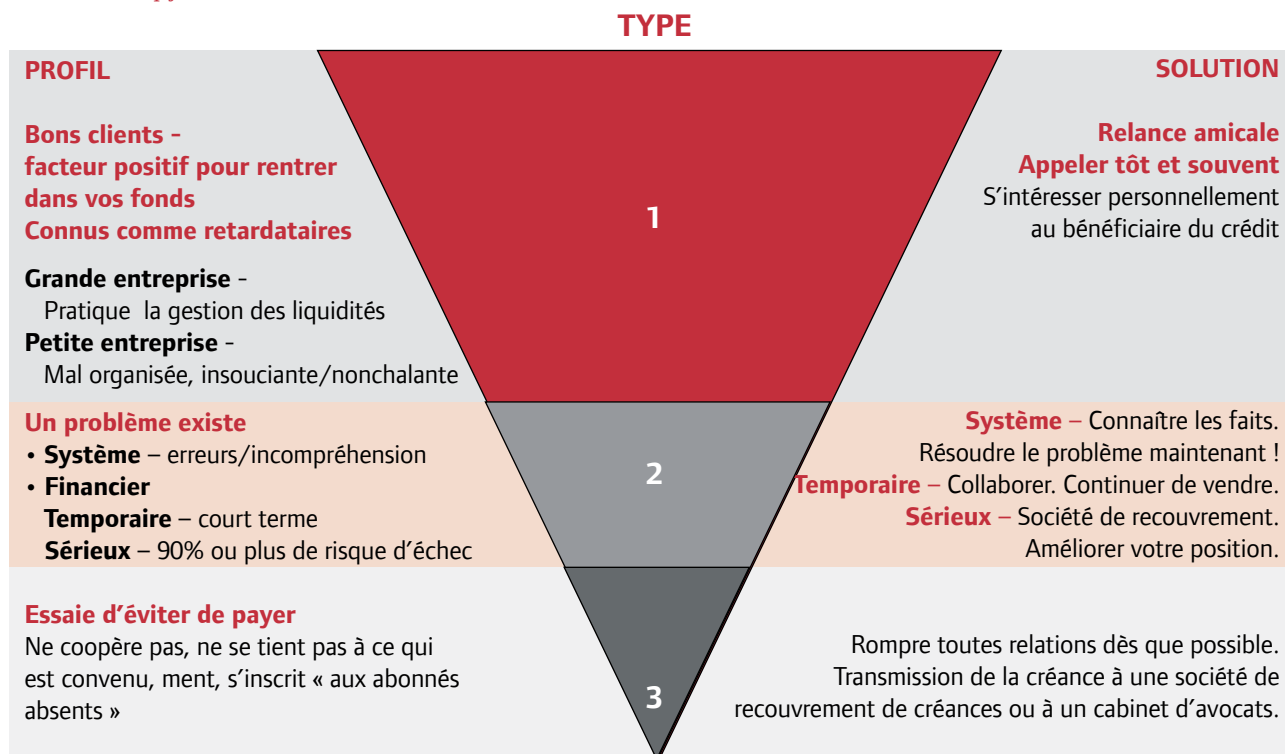 TYPE
PROFIL
Bons clients -
facteur positif pour rentrer
dans vos fonds
Connus comme retardataires
Grande entreprise -
Pratique la gestion des liquidités
Petite entreprise -
Mal organisée, insouciante/nonchalante
1
SOLUTION
Relance amicale
Appeler tôt et souvent
S'intéresser personnellement
au bénéficiaire du crédit
Un problème existe
• Système – erreurs/incompréhension
• Financier
Temporaire – court terme
Sérieux – 90% ou plus de risque d'échec
2
Système – Connaître les faits.
Résoudre le problème maintenant !
Temporaire – Collaborer. Continuer de vendre.
Sérieux – Société de recouvrement.
Améliorer votre position.
Essaie d'éviter de payer
Ne coopère pas, ne se tient pas à ce qui
est convenu, ment, s'inscrit « aux abonnés
absents »
3
Rompre toutes relations dès que possible.
Transmission de la créance à une société de
recouvrement de créances ou à un cabinet d'avocats.